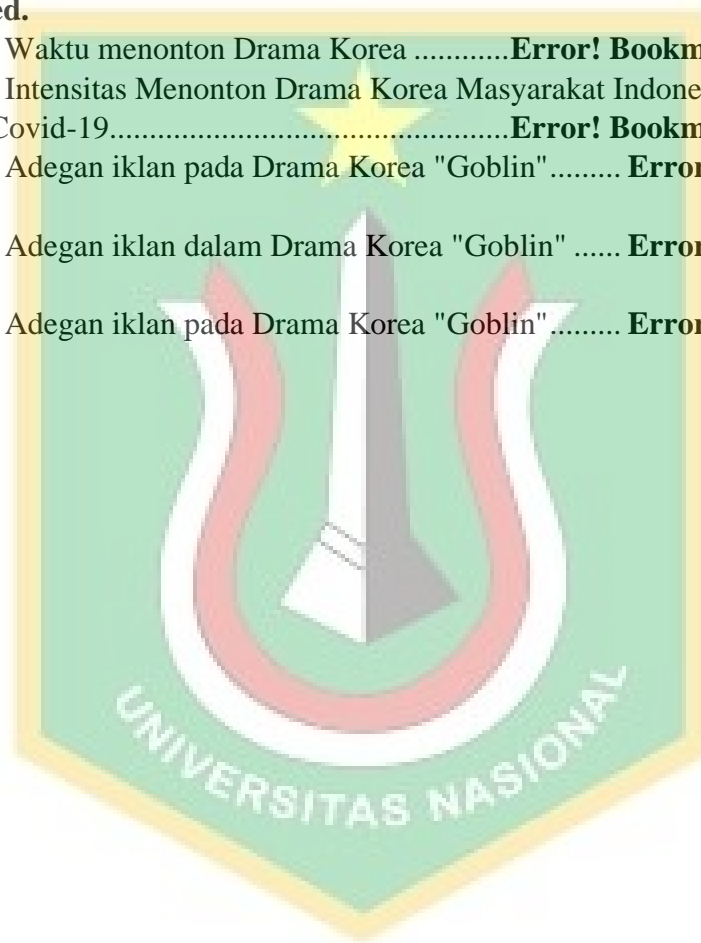 ed.
Waktu menonton Drama Korea ............Error! Bookm
Intensitas Menonton Drama Korea Masyarakat Indone
Covid-19..............................................Error! Bookm
Adegan iklan pada Drama Korea "Goblin"......... Error
Adegan iklan dalam Drama Korea "Goblin" ...... Error
Adegan iklan pada Drama Korea "Goblin"......... Error
UNIVERSITAS NASIONAL